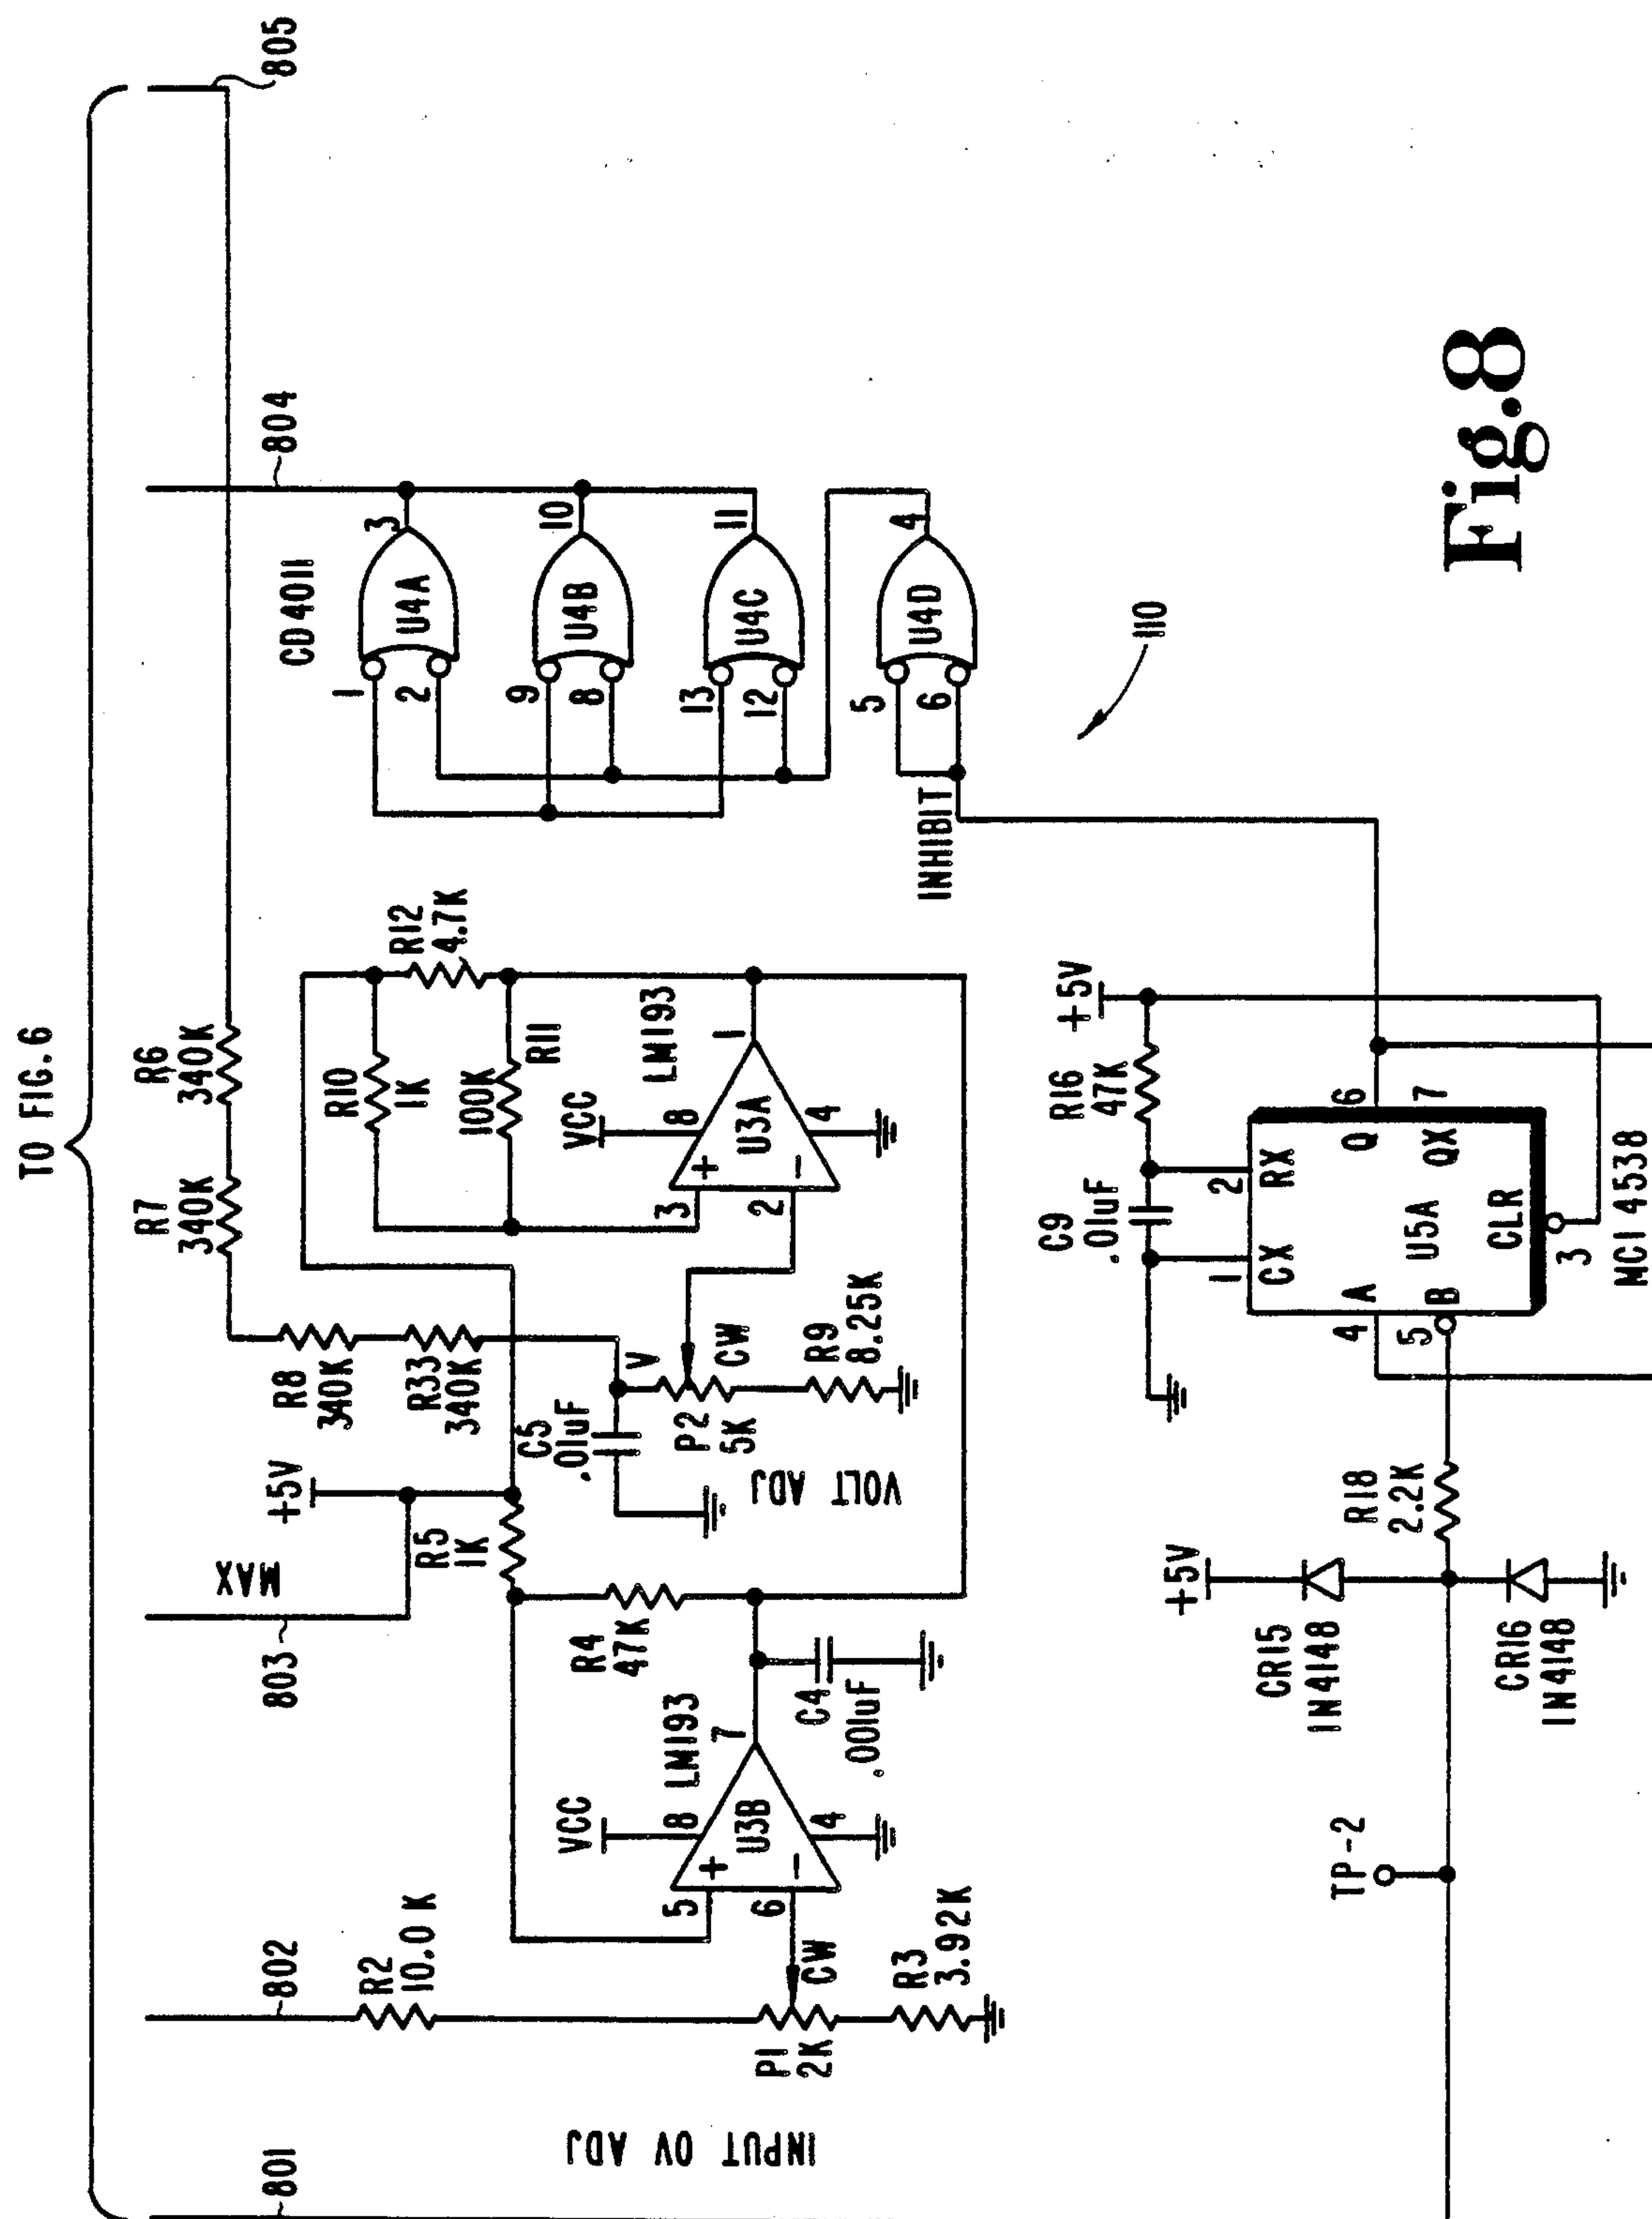 TO FIG.6
805
804
803
802
801
R6
340K
R7
340K
R8
340K
R33
340K
MAX
+5V
R5
1K
R10
1K
R11
100K
R12
4.7K
LM193
VCC
8
U3A
+
-
3
2
1
4
C5
.01uF
V
CW
P2
5K
VOLT ADJ
R9
8.25K
R2
10.0K
P1
2K
CW
R3
3.92K
INPUT OV ADJ
LM193
VCC
8
U3B
+
-
5
6
7
4
R4
47K
C4
.001uF
CD4011
1
2
U4A
3
9
8
U4B
10
13
12
U4C
11
5
6
U4D
4
INHIBIT
110
+5V
R16
47K
C9
.01uF
1
2
CX
RX
A
4
B
5
U5A
Q
6
QX
7
CLR
3
MC14538
R18
2.2K
+5V
CR15
1N4148
CR16
1N4148
TP-2
Fig.8